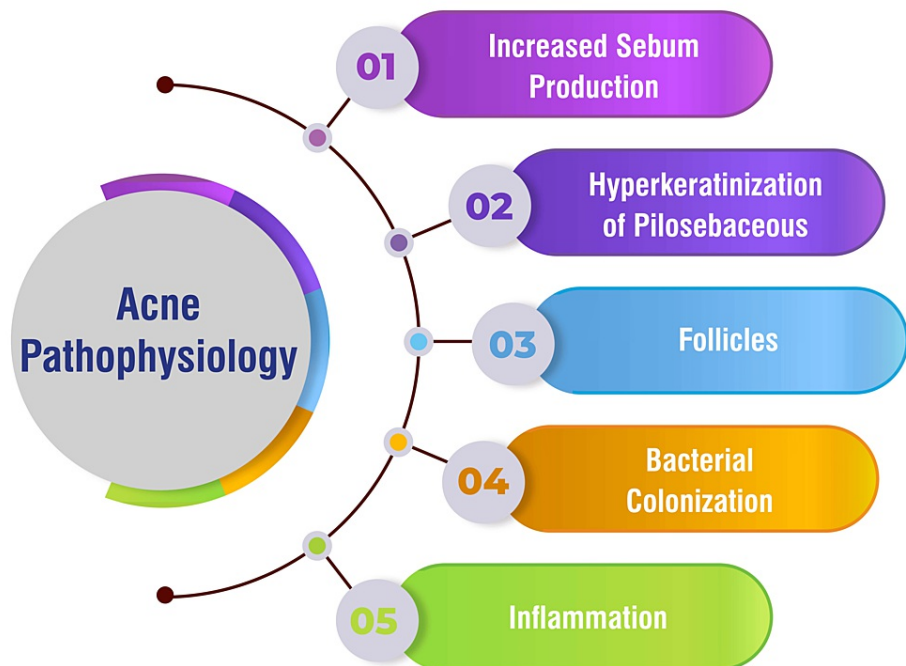 01
Increased Sebum
Production
02
Hyperkeratinization
of Pilosebaceous
Acne
Pathophysiology
03
Follicles
04
Bacterial
Colonization
05
Inflammation